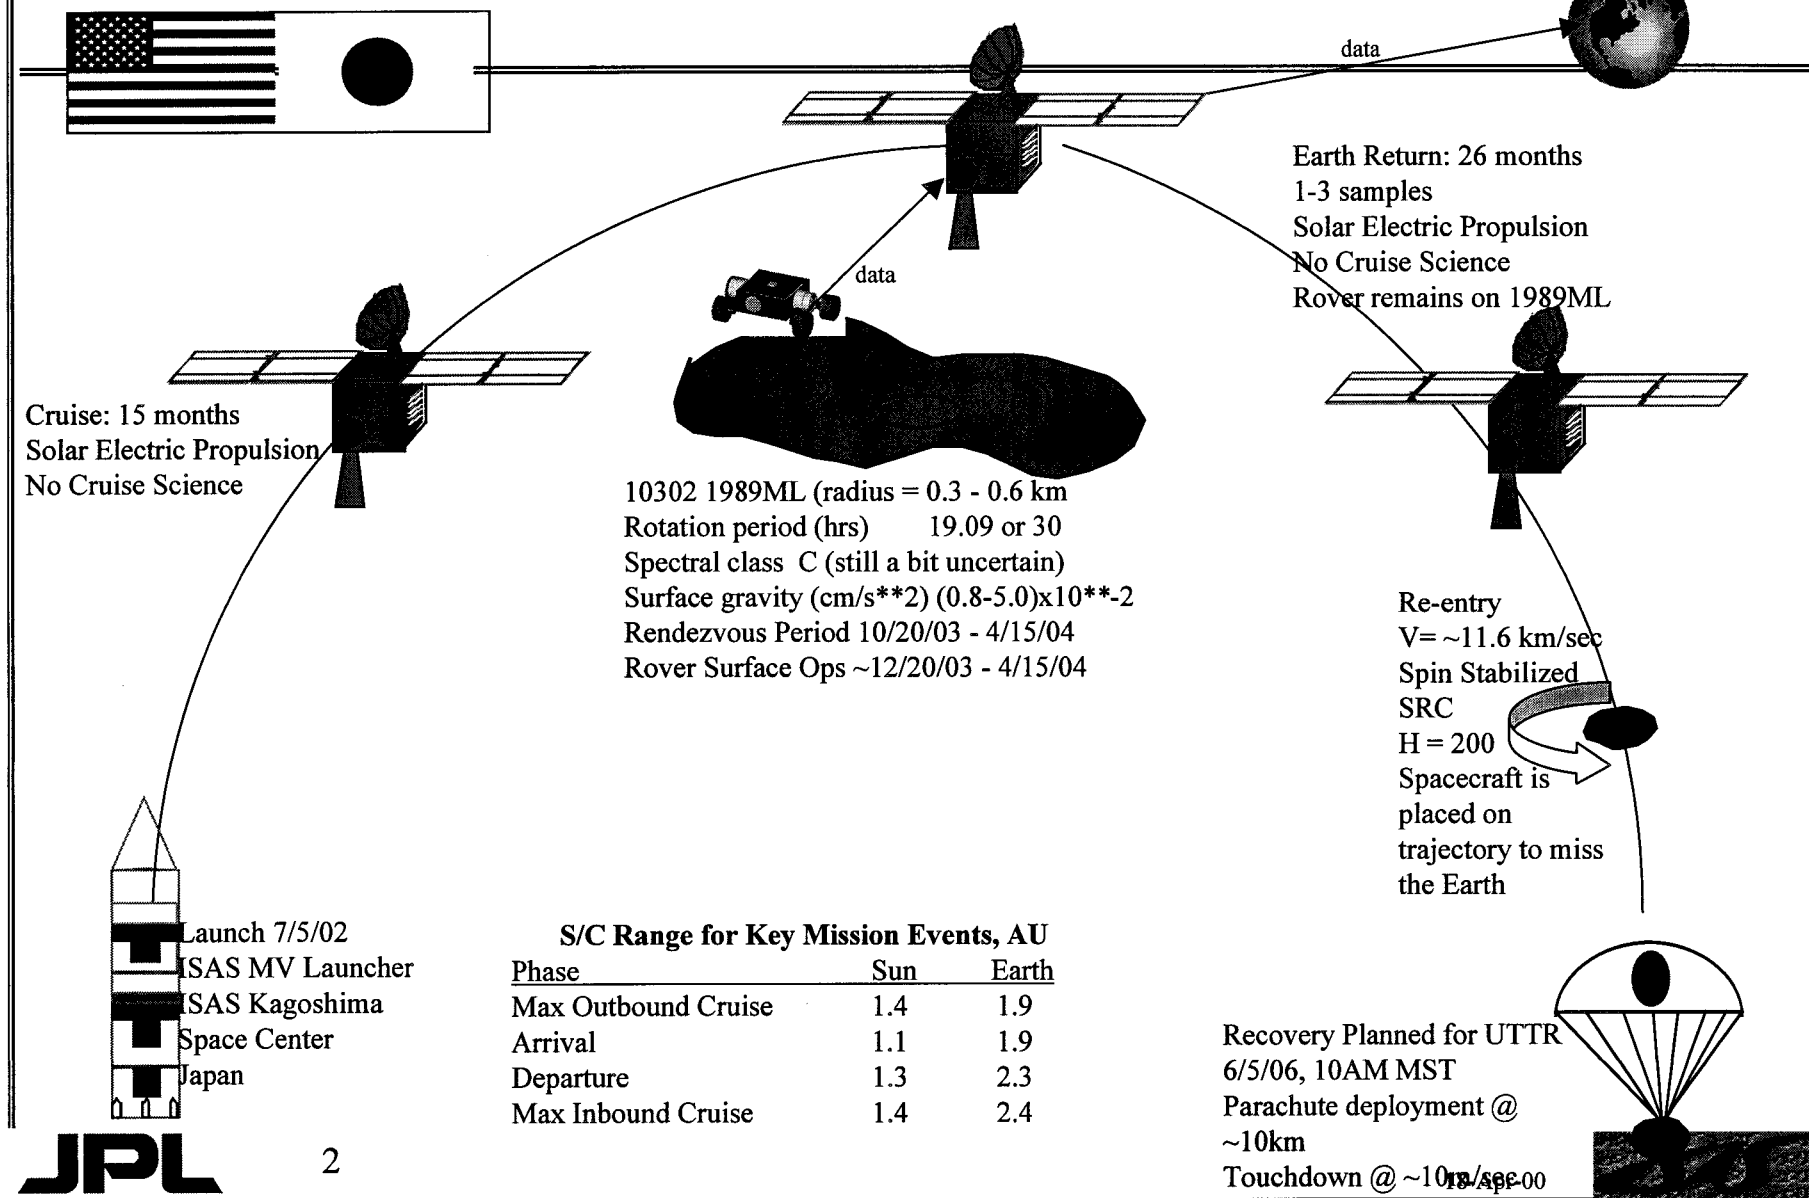 data
Earth Return: 26 months
1-3 samples
Solar Electric Propulsion
No Cruise Science
Rover remains on 1989ML
data
Cruise: 15 months
Solar Electric Propulsion
No Cruise Science
10302 1989ML (radius = 0.3 - 0.6 km
Rotation period (hrs) 19.09 or 30
Spectral class C (still a bit uncertain)
Surface gravity (cm/s**2) (0.8-5.0)x10**-2
Rendezvous Period 10/20/03 - 4/15/04
Rover Surface Ops ~12/20/03 - 4/15/04
Re-entry
V= ~11.6 km/sec
Spin Stabilized
SRC
H = 200
Spacecraft is
placed on
trajectory to miss
the Earth
Launch 7/5/02
ISAS MV Launcher
ISAS Kagoshima
Space Center
Japan
S/C Range for Key Mission Events, AU
Phase Sun Earth
Max Outbound Cruise 1.4 1.9
Arrival 1.1 1.9
Departure 1.3 2.3
Max Inbound Cruise 1.4 2.4
Recovery Planned for UTTR
6/5/06, 10AM MST
Parachute deployment @
~10km
Touchdown @ ~10m/sec
18-Apr-00
JPL
2